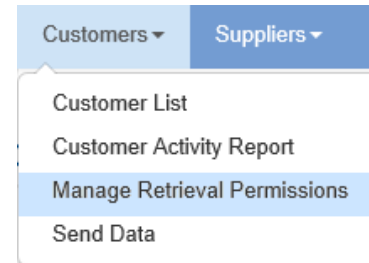 Customers Suppliers
Customer List
Customer Activity Report
Manage Retrieval Permissions
Send Data